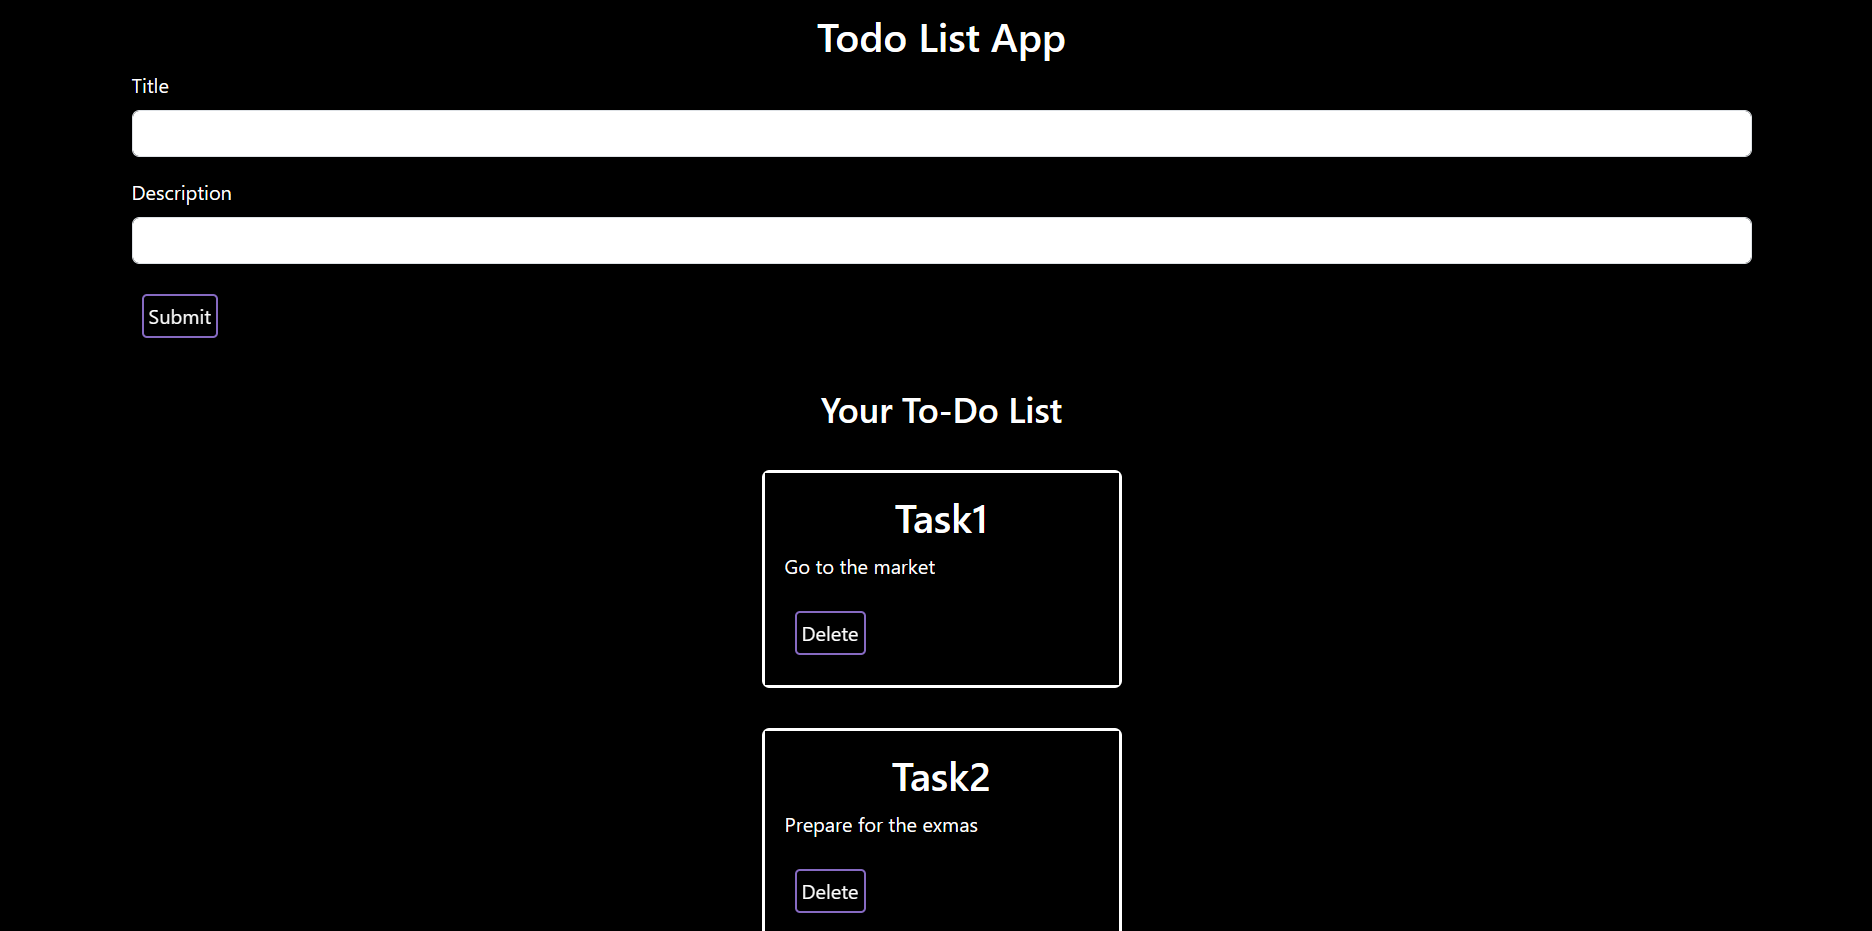 Todo List App
Title
Description
Submit
Your To-Do List
Task1
Go to the market
Delete
Task2
Prepare for the exmas
Delete